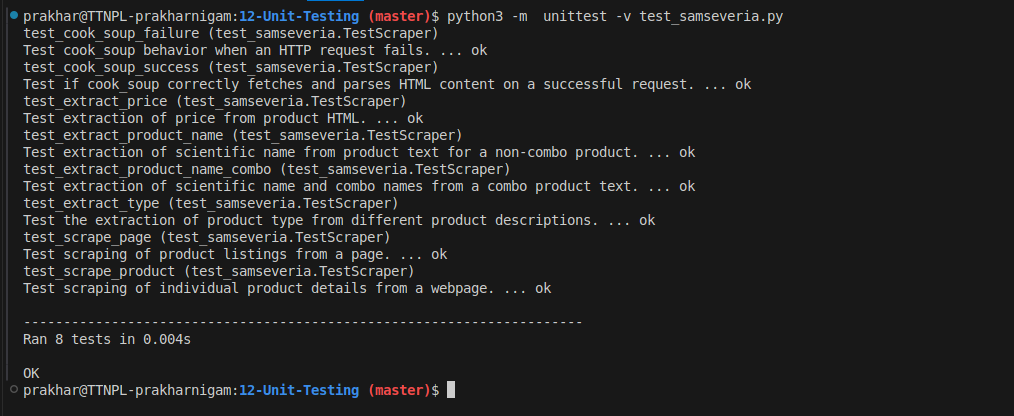 prakhar@TTNPL-prakharnigam:12-Unit-Testing (master)$ python3 -m  unittest -v test_samseveria.py
test_cook_soup_failure (test_samseveria.TestScraper)
Test cook_soup behavior when an HTTP request fails. ... ok
test_cook_soup_success (test_samseveria.TestScraper)
Test if cook_soup correctly fetches and parses HTML content on a successful request. ... ok
test_extract_price (test_samseveria.TestScraper)
Test extraction of price from product HTML. ... ok
test_extract_product_name (test_samseveria.TestScraper)
Test extraction of scientific name from product text for a non-combo product. ... ok
test_extract_product_name_combo (test_samseveria.TestScraper)
Test extraction of scientific name and combo names from a combo product text. ... ok
test_extract_type (test_samseveria.TestScraper)
Test the extraction of product type from different product descriptions. ... ok
test_scrape_page (test_samseveria.TestScraper)
Test scraping of product listings from a page. ... ok
test_scrape_product (test_samseveria.TestScraper)
Test scraping of individual product details from a webpage. ... ok
----------------------------------------------------------------------
Ran 8 tests in 0.004s
OK
prakhar@TTNPL-prakharnigam:12-Unit-Testing (master)$